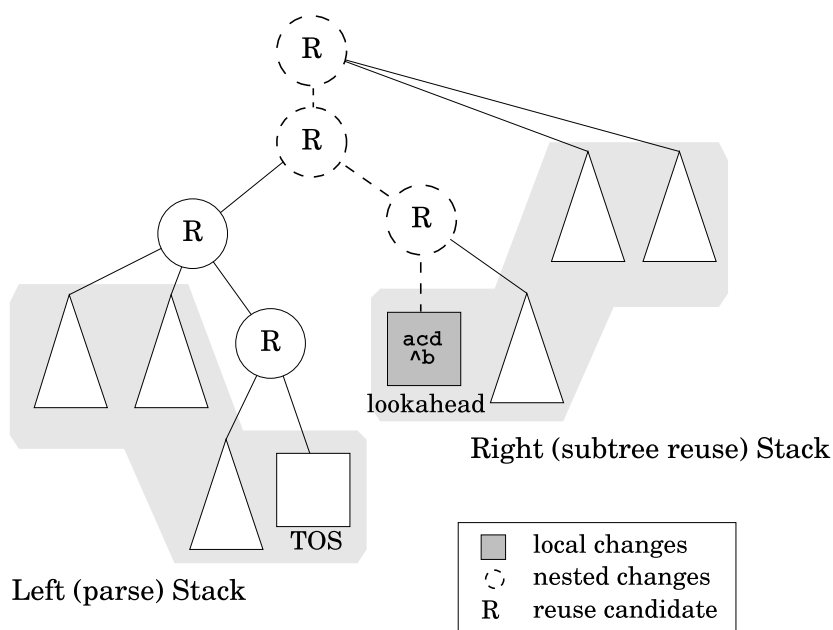 R
R
R
R
R
acd
^b
lookahead
Right (subtree reuse) Stack
TOS
Left (parse) Stack
local changes
nested changes
R reuse candidate